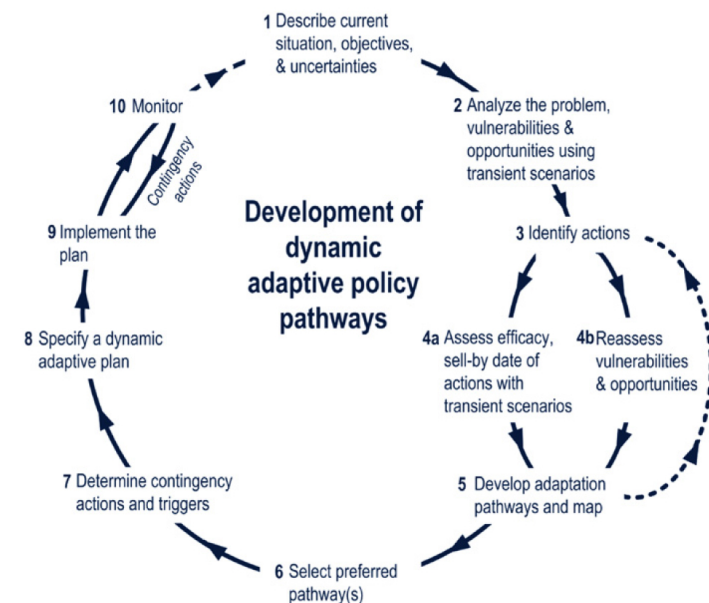 1 Describe current
situation, objectives,
& uncertainties
2 Analyze the problem,
vulnerabilities &
opportunities using
transient scenarios
3 Identify actions
4a Assess efficacy,
sell-by date of
actions with
transient scenarios
4b Reassess
vulnerabilities
& opportunities
5 Develop adaptation
pathways and map
6 Select preferred
pathway(s)
7 Determine contingency
actions and triggers
8 Specify a dynamic
adaptive plan
9 Implement the
plan
10 Monitor
Contingency
actions
Development of
dynamic
adaptive policy
pathways